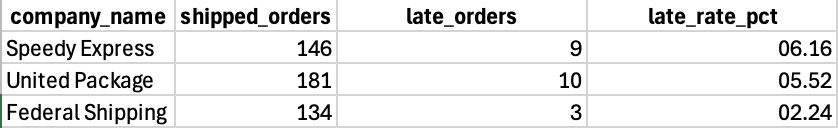 company_name shipped_orders late_orders late_rate_pct
Speedy Express 146 9 06.16
United Package 181 10 05.52
Federal Shipping 134 3 02.24